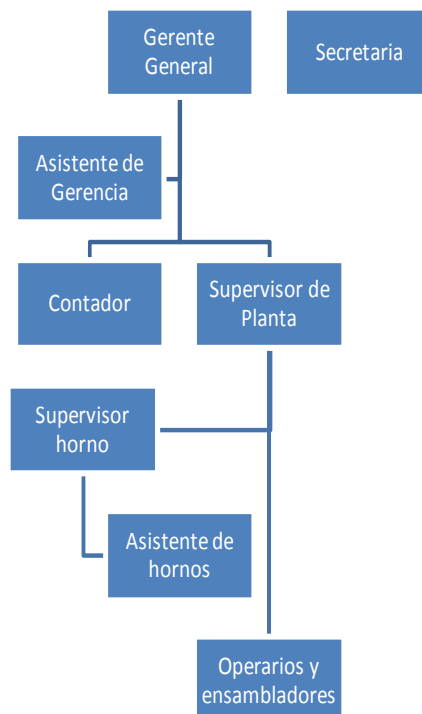 Gerente
General
Secretaria
Asistente de
Gerencia
Contador
Supervisor de
Planta
Supervisor
horno
Asistente de
hornos
Operarios y
ensambladores